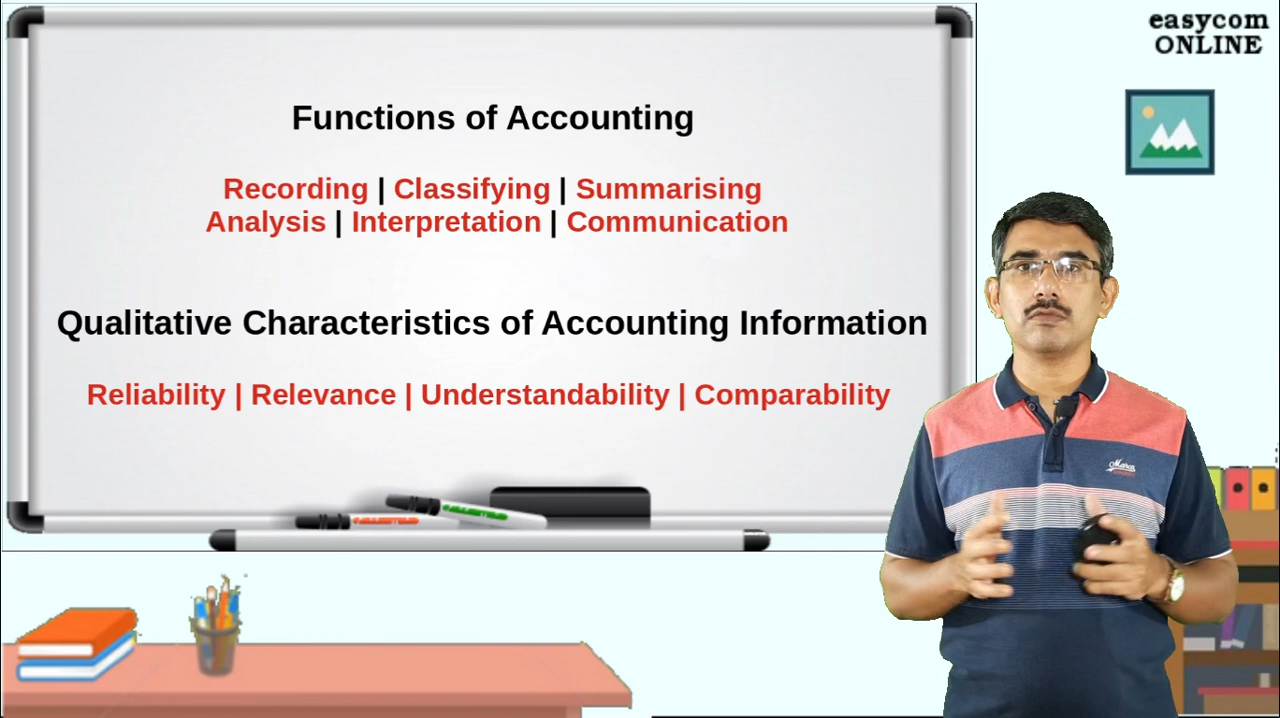 easycom
ONLINE
Functions of Accounting
Recording | Classifying | Summarising
Analysis | Interpretation | Communication
Qualitative Characteristics of Accounting Information
Reliability | Relevance | Understandability | Comparability